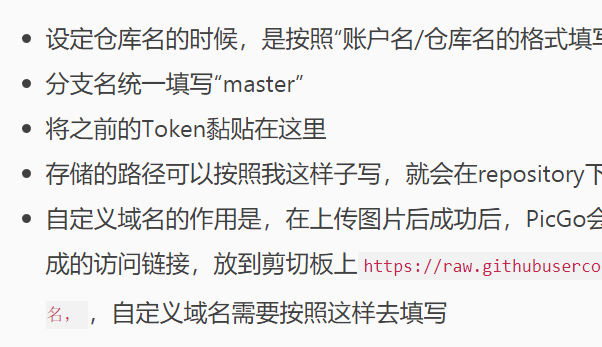 设定仓库名的时候，是按照“账户名/仓库名的格式填写
分支名统一填写“master”
将之前的Token黏贴在这里
存储的路径可以按照我这样子写，就会在repository下
自定义域名的作用是，在上传图片后成功后，PicGo会
成的访问链接，放到剪切板上https://raw.githubuserco
名，，自定义域名需要按照这样去填写